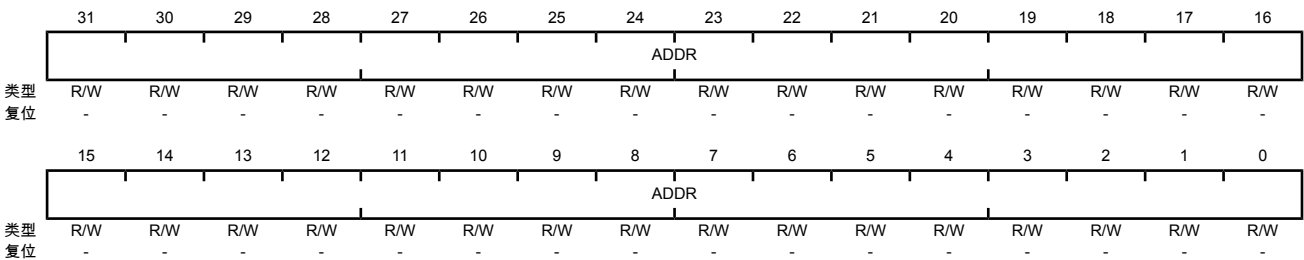 31 30 29 28 27 26 25 24 23 22 21 20 19 18 17 16
ADDR
类型 R/W R/W R/W R/W R/W R/W R/W R/W R/W R/W R/W R/W R/W R/W R/W R/W
复位 - - - - - - - - - - - - - - - -
15 14 13 12 11 10 9 8 7 6 5 4 3 2 1 0
ADDR
类型 R/W R/W R/W R/W R/W R/W R/W R/W R/W R/W R/W R/W R/W R/W R/W R/W
复位 - - - - - - - - - - - - - - - -